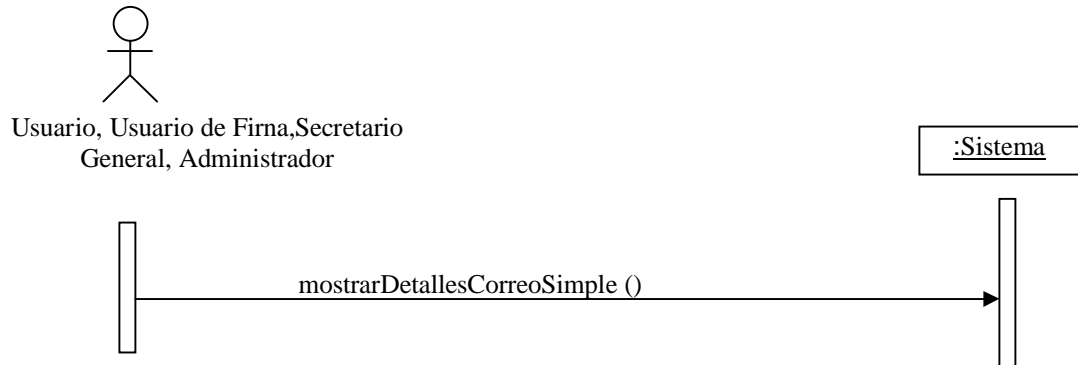 Usuario, Usuario de Firna,Secretario
General, Administrador
:Sistema
mostrarDetallesCorreoSimple ()